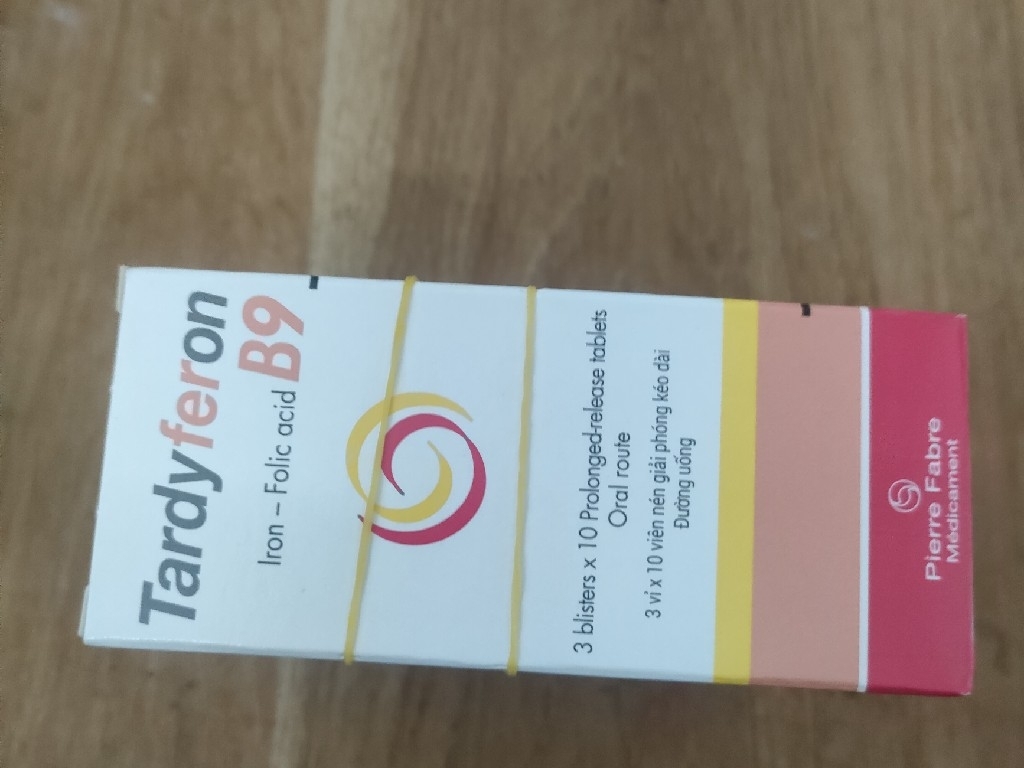 Tardyferon
Iron – Folic acid B9
3 blisters x 10 Prolonged-release tablets
Oral route
3 vỉ x 10 viên nén giải phóng kéo dài
Đường uống
Pierre Fabre
Médicament